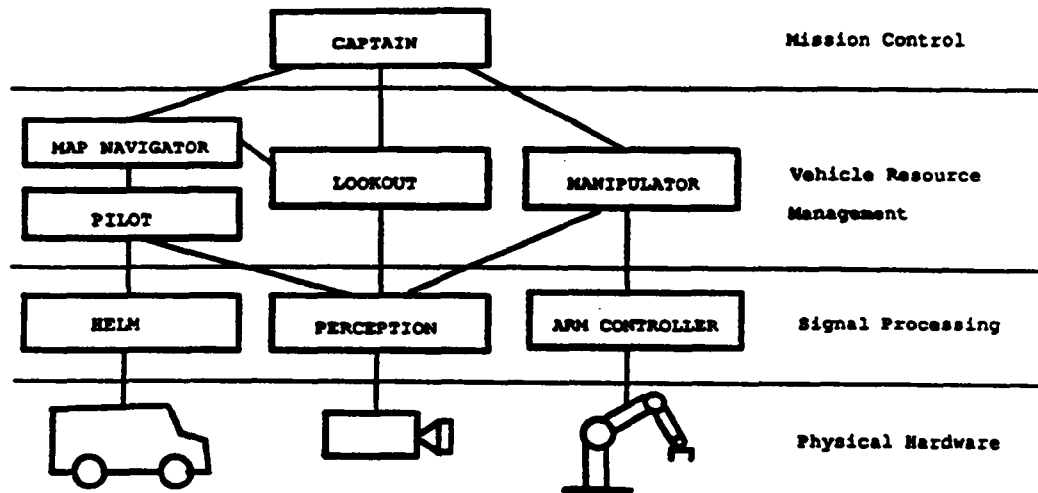 CAPTAIN
Mission Control
MAP NAVIGATOR
LOOKOUT
MANIPULATOR
Vehicle Resource
Management
PILOT
HELM
PERCEPTION
ARM CONTROLLER
Signal Processing
Physical Hardware